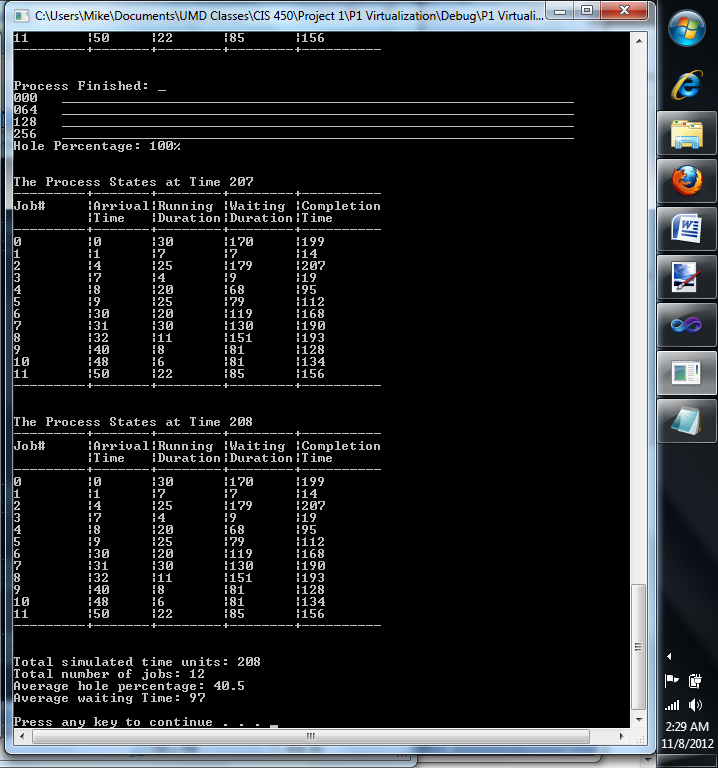 C:\Users\Mike\Documents\UMD Classes\CIS 450\Project 1\P1 Virtualization\Debug\P1 Virtuali...
11 ¦50 ¦22 ¦85 ¦156
----------+-------+--------+--------+-----------
Process Finished: _
000 ________________________________________________________________
064 ________________________________________________________________
128 ________________________________________________________________
256 ________________________________________________________________
Hole Percentage: 100%
The Process States at Time 207
----------+-------+--------+--------+-----------
Job# ¦Arrival¦Running ¦Waiting ¦Completion
¦Time ¦Duration¦Duration¦Time
----------+-------+--------+--------+-----------
0 ¦0 ¦30 ¦170 ¦199
1 ¦1 ¦7 ¦7 ¦14
2 ¦4 ¦25 ¦179 ¦207
3 ¦7 ¦4 ¦9 ¦19
4 ¦8 ¦20 ¦68 ¦95
5 ¦9 ¦25 ¦79 ¦112
6 ¦30 ¦20 ¦119 ¦168
7 ¦31 ¦30 ¦130 ¦190
8 ¦32 ¦11 ¦151 ¦193
9 ¦40 ¦8 ¦81 ¦128
10 ¦48 ¦6 ¦81 ¦134
11 ¦50 ¦22 ¦85 ¦156
----------+-------+--------+--------+-----------
The Process States at Time 208
----------+-------+--------+--------+-----------
Job# ¦Arrival¦Running ¦Waiting ¦Completion
¦Time ¦Duration¦Duration¦Time
----------+-------+--------+--------+-----------
0 ¦0 ¦30 ¦170 ¦199
1 ¦1 ¦7 ¦7 ¦14
2 ¦4 ¦25 ¦179 ¦207
3 ¦7 ¦4 ¦9 ¦19
4 ¦8 ¦20 ¦68 ¦95
5 ¦9 ¦25 ¦79 ¦112
6 ¦30 ¦20 ¦119 ¦168
7 ¦31 ¦30 ¦130 ¦190
8 ¦32 ¦11 ¦151 ¦193
9 ¦40 ¦8 ¦81 ¦128
10 ¦48 ¦6 ¦81 ¦134
11 ¦50 ¦22 ¦85 ¦156
----------+-------+--------+--------+-----------
Total simulated time units: 208
Total number of jobs: 12
Average hole percentage: 40.5
Average waiting Time: 97
Press any key to continue . . . _
2:29 AM
11/8/2012